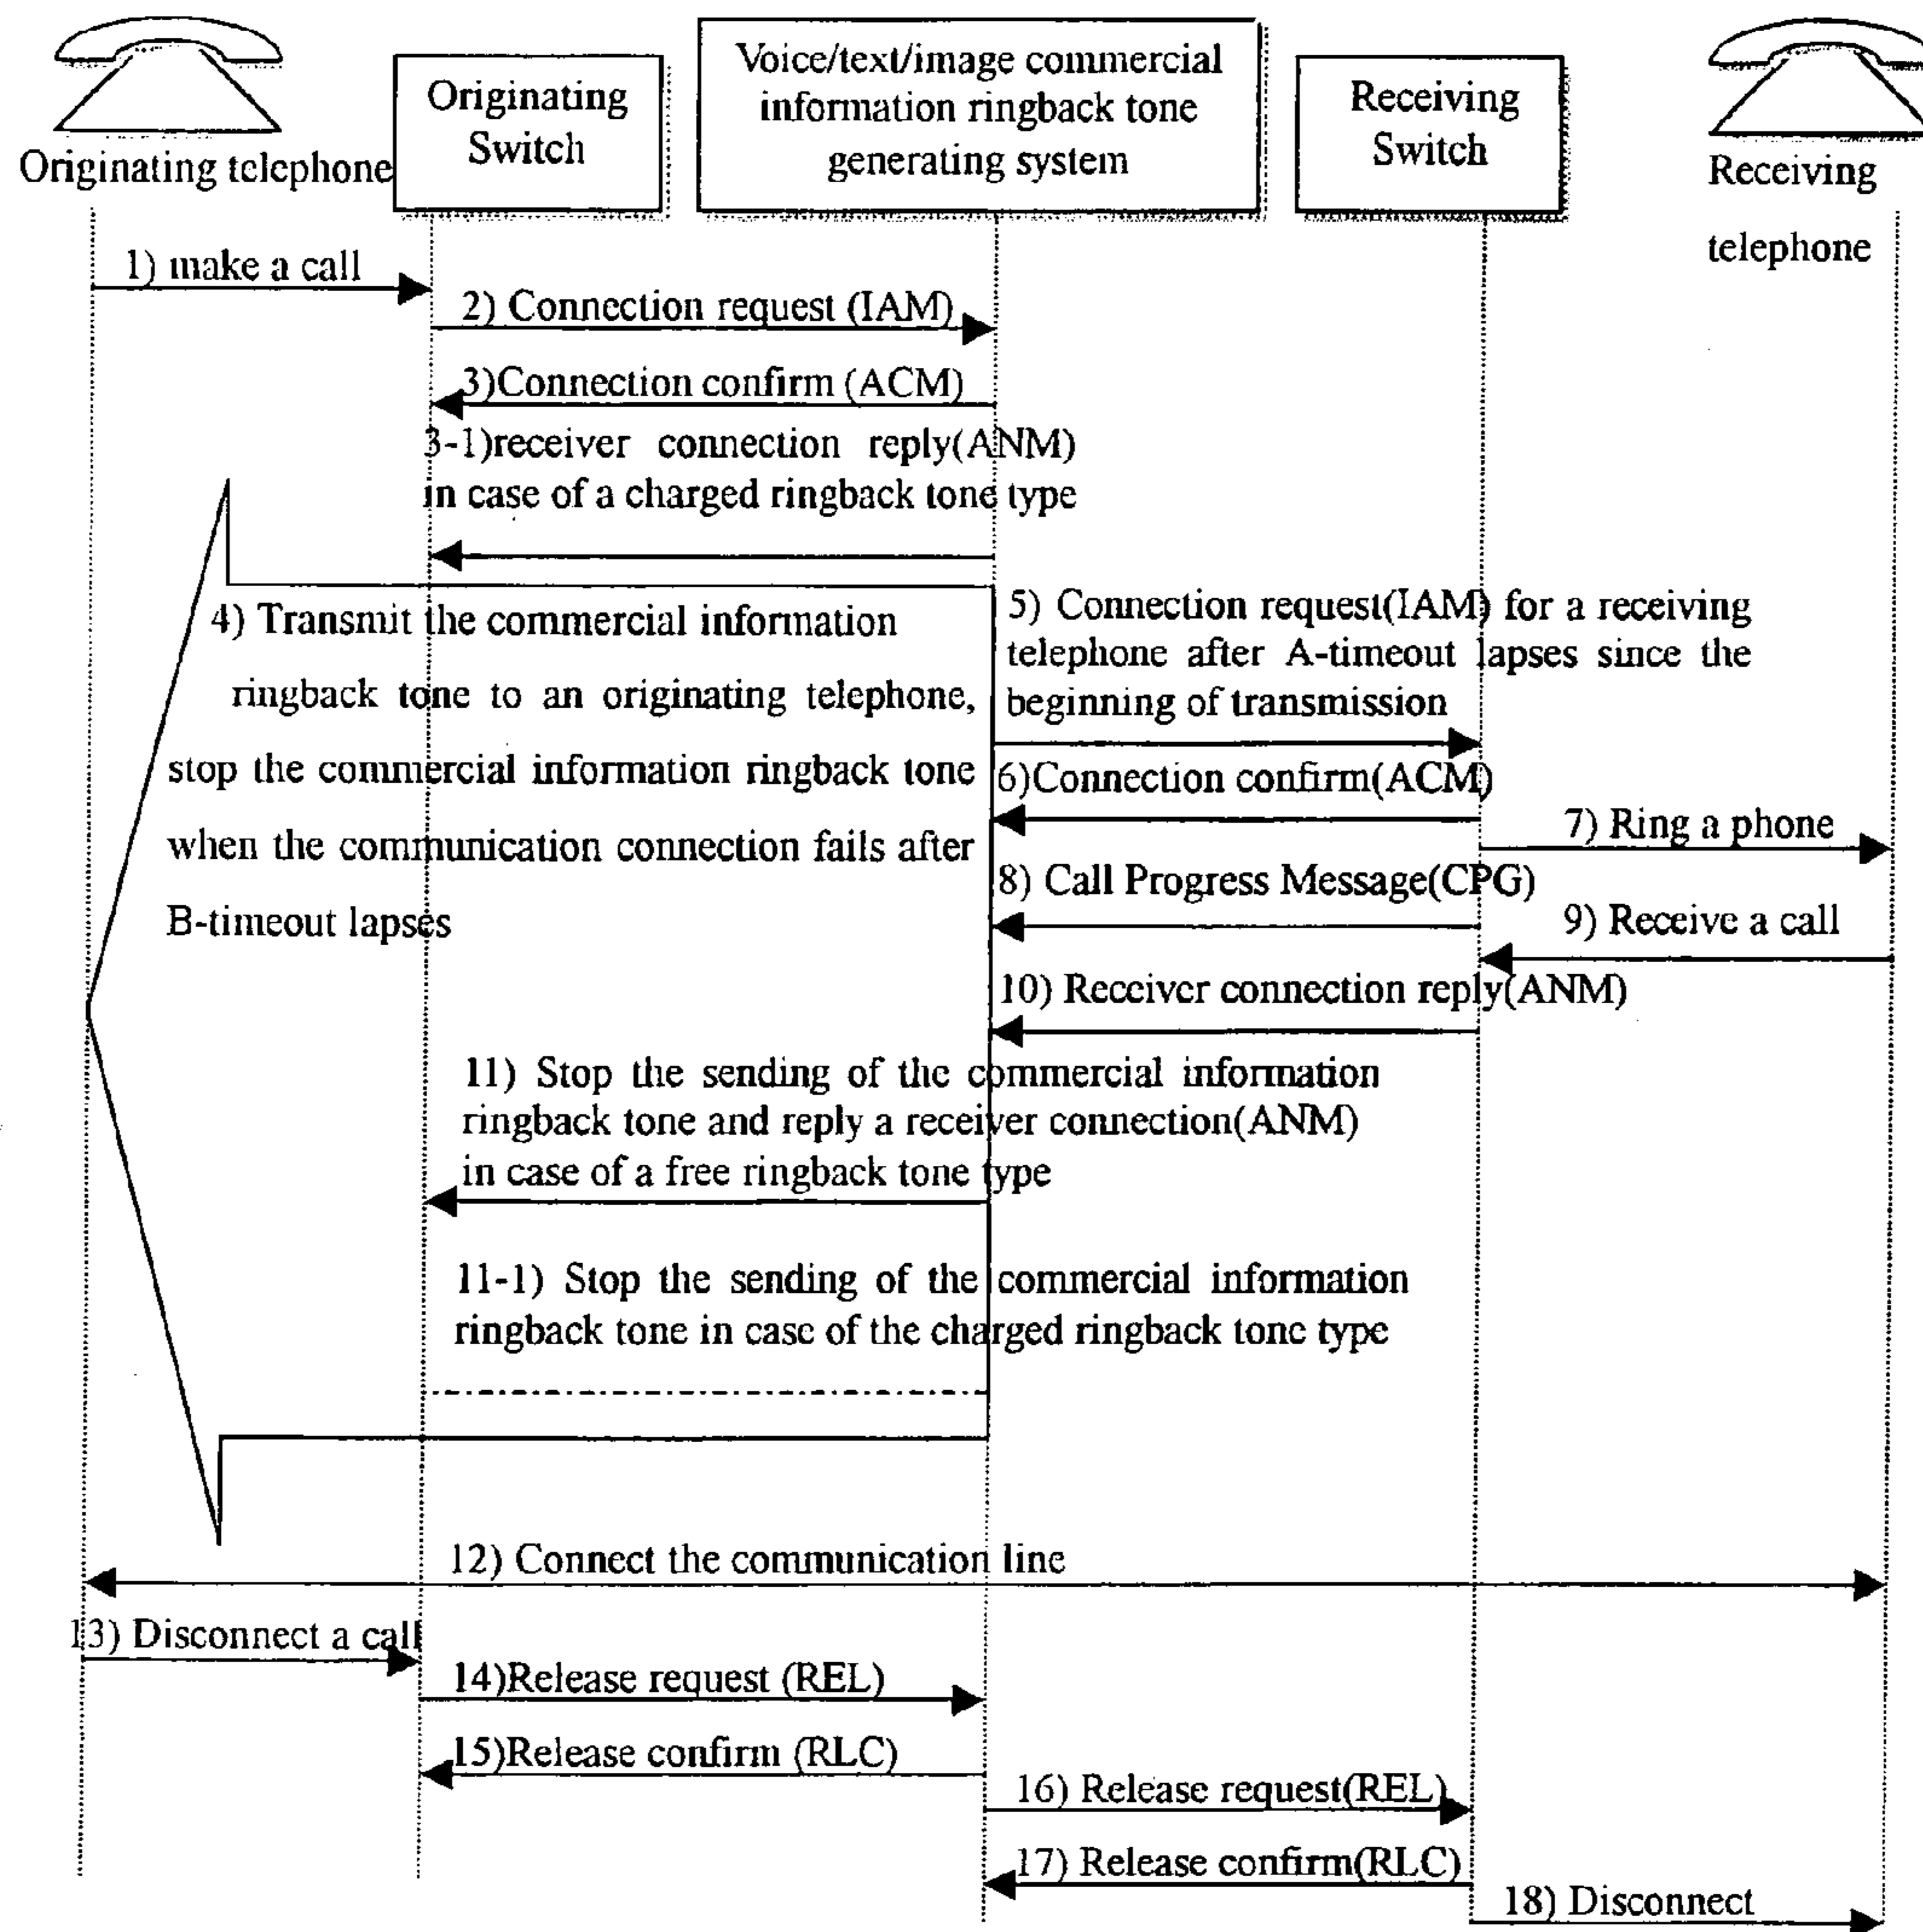 Originating telephone
Originating
Switch
Voice/text/image commercial
information ringback tone
generating system
Receiving
Switch
Receiving
telephone
1) make a call
2) Connection request (IAM)
3)Connection confirm (ACM)
3-1)receiver connection reply(ANM)
in case of a charged ringback tone type
4) Transmit the commercial information
ringback tone to an originating telephone,
stop the commercial information ringback tone
when the communication connection fails after
B-timeout lapses
5) Connection request(IAM) for a receiving
telephone after A-timeout lapses since the
beginning of transmission
6)Connection confirm(ACM)
7) Ring a phone
8) Call Progress Message(CPG)
9) Receive a call
10) Receiver connection reply(ANM)
11) Stop the sending of the commercial information
ringback tone and reply a receiver connection(ANM)
in case of a free ringback tone type
11-1) Stop the sending of the commercial information
ringback tone in case of the charged ringback tone type
12) Connect the communication line
13) Disconnect a call
14)Release request (REL)
15)Release confirm (RLC)
16) Release request(REL)
17) Release confirm(RLC)
18) Disconnect